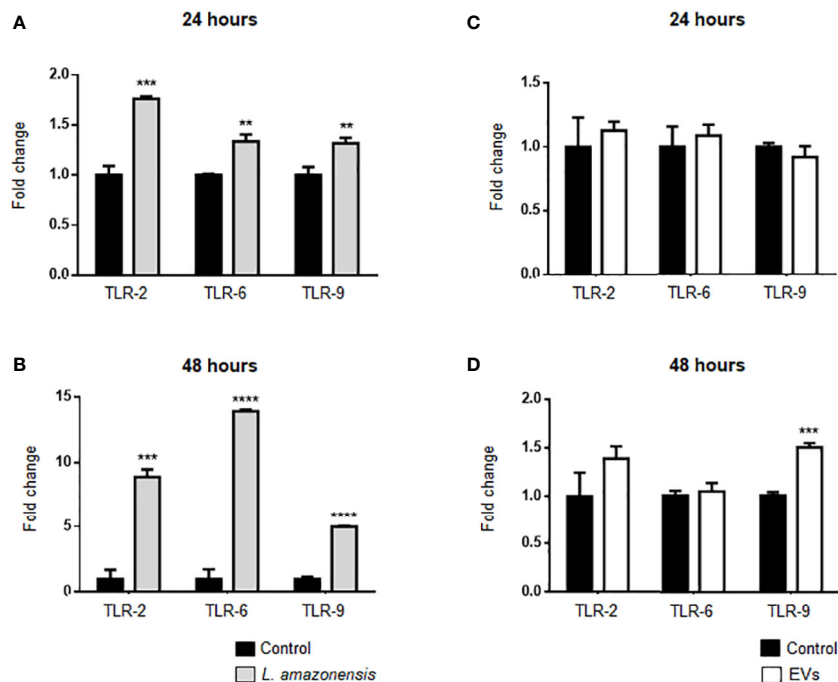 A
24 hours
Fold change
2.0
1.5
1.0
0.5
0.0
***
**
**
TLR-2
TLR-6
TLR-9
B
48 hours
Fold change
15
10
5
0
***
****
****
TLR-2
TLR-6
TLR-9
Control
L. amazonensis
C
24 hours
Fold change
1.5
1.0
0.5
0.0
TLR-2
TLR-6
TLR-9
D
48 hours
Fold change
2.0
1.5
1.0
0.5
0.0
***
TLR-2
TLR-6
TLR-9
Control
EVs